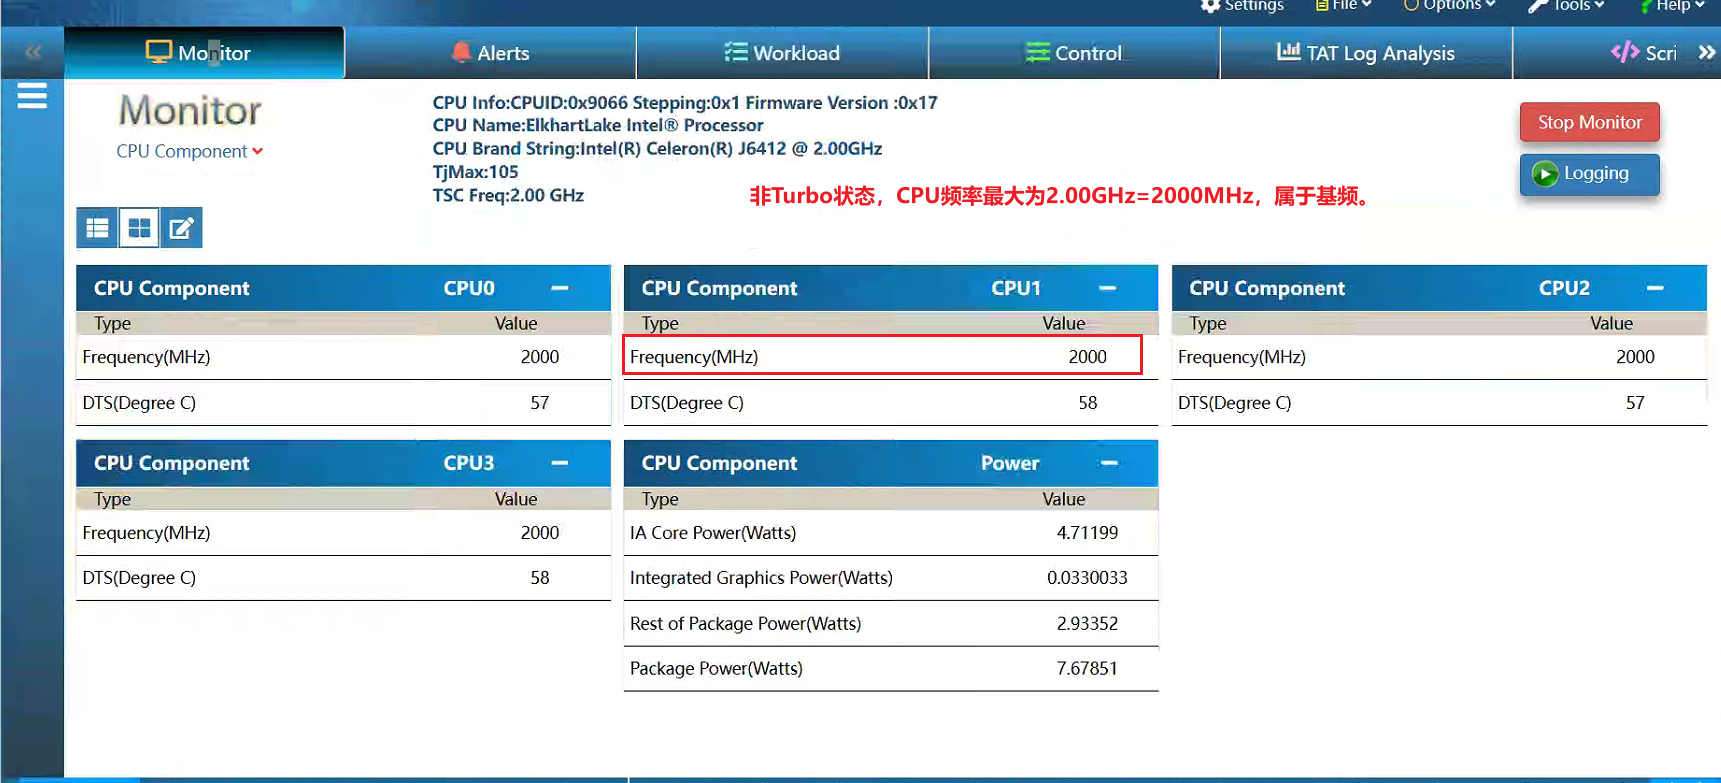 Settings File Options Tools Help
Monitor Alerts Workload Control TAT Log Analysis Scri
Monitor
CPU Component
CPU Info:CPUID:0x9066 Stepping:0x1 Firmware Version :0x17
CPU Name:ElkhartLake Intel® Processor
CPU Brand String:Intel(R) Celeron(R) J6412 @ 2.00GHz
TjMax:105
TSC Freq:2.00 GHz
非Turbo状态，CPU频率最大为2.00GHz=2000MHz，属于基频。
Stop Monitor
Logging
CPU Component CPU0
Type Value
Frequency(MHz) 2000
DTS(Degree C) 57
CPU Component CPU1
Type Value
Frequency(MHz) 2000
DTS(Degree C) 58
CPU Component CPU2
Type Value
Frequency(MHz) 2000
DTS(Degree C) 57
CPU Component CPU3
Type Value
Frequency(MHz) 2000
DTS(Degree C) 58
CPU Component Power
Type Value
IA Core Power(Watts) 4.71199
Integrated Graphics Power(Watts) 0.0330033
Rest of Package Power(Watts) 2.93352
Package Power(Watts) 7.67851